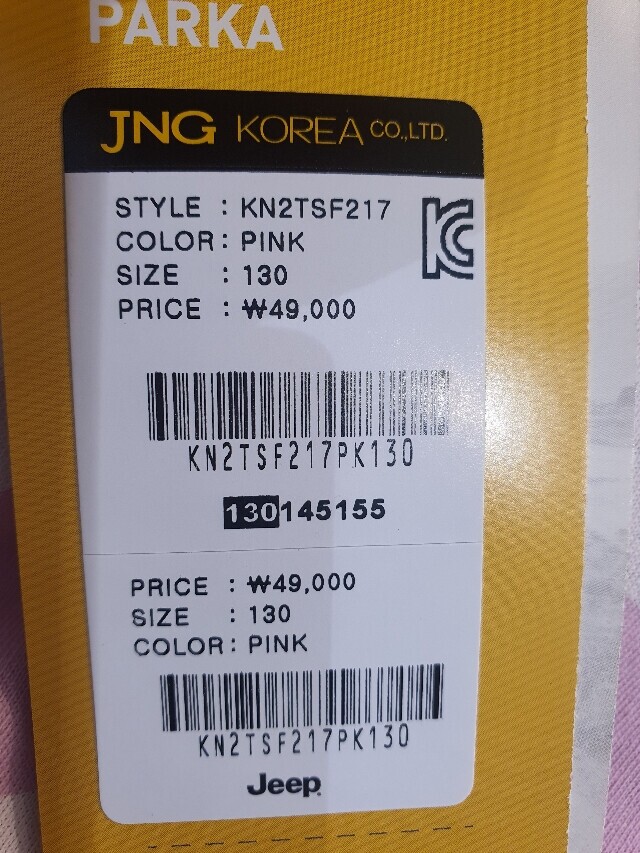 PARKA
JNG KOREA CO.,LTD.
STYLE : KN2TSF217
COLOR : PINK
SIZE : 130
PRICE : ₩49,000
KN2TSF217PK130
130145155
PRICE : ₩49,000
SIZE : 130
COLOR : PINK
KN2TSF217PK130
Jeep